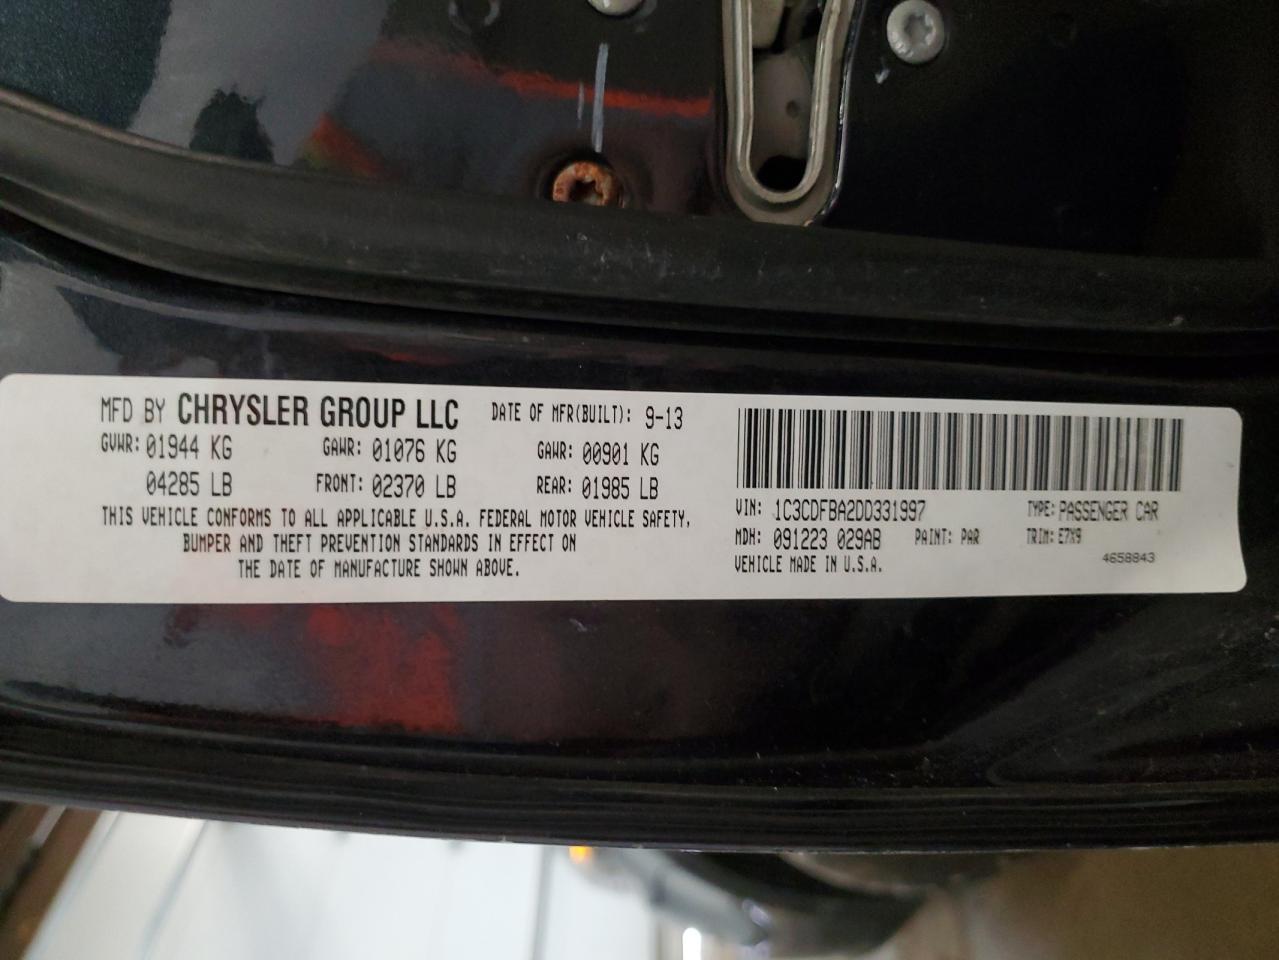 MFD BY CHRYSLER GROUP LLC DATE OF MFR(BUILT): 9-13
GVWR: 01944 KG GAWR: 01076 KG GAWR: 00901 KG
04285 LB FRONT: 02370 LB REAR: 01985 LB
THIS VEHICLE CONFORMS TO ALL APPLICABLE U.S.A. FEDERAL MOTOR VEHICLE SAFETY,
BUMPER AND THEFT PREVENTION STANDARDS IN EFFECT ON
THE DATE OF MANUFACTURE SHOWN ABOVE.
VIN: 1C3CDFBA2DD331997 TYPE: PASSENGER CAR
MDH: 091223 029AB PAINT: PAR TRIM: E7X9
VEHICLE MADE IN U.S.A. 4658843